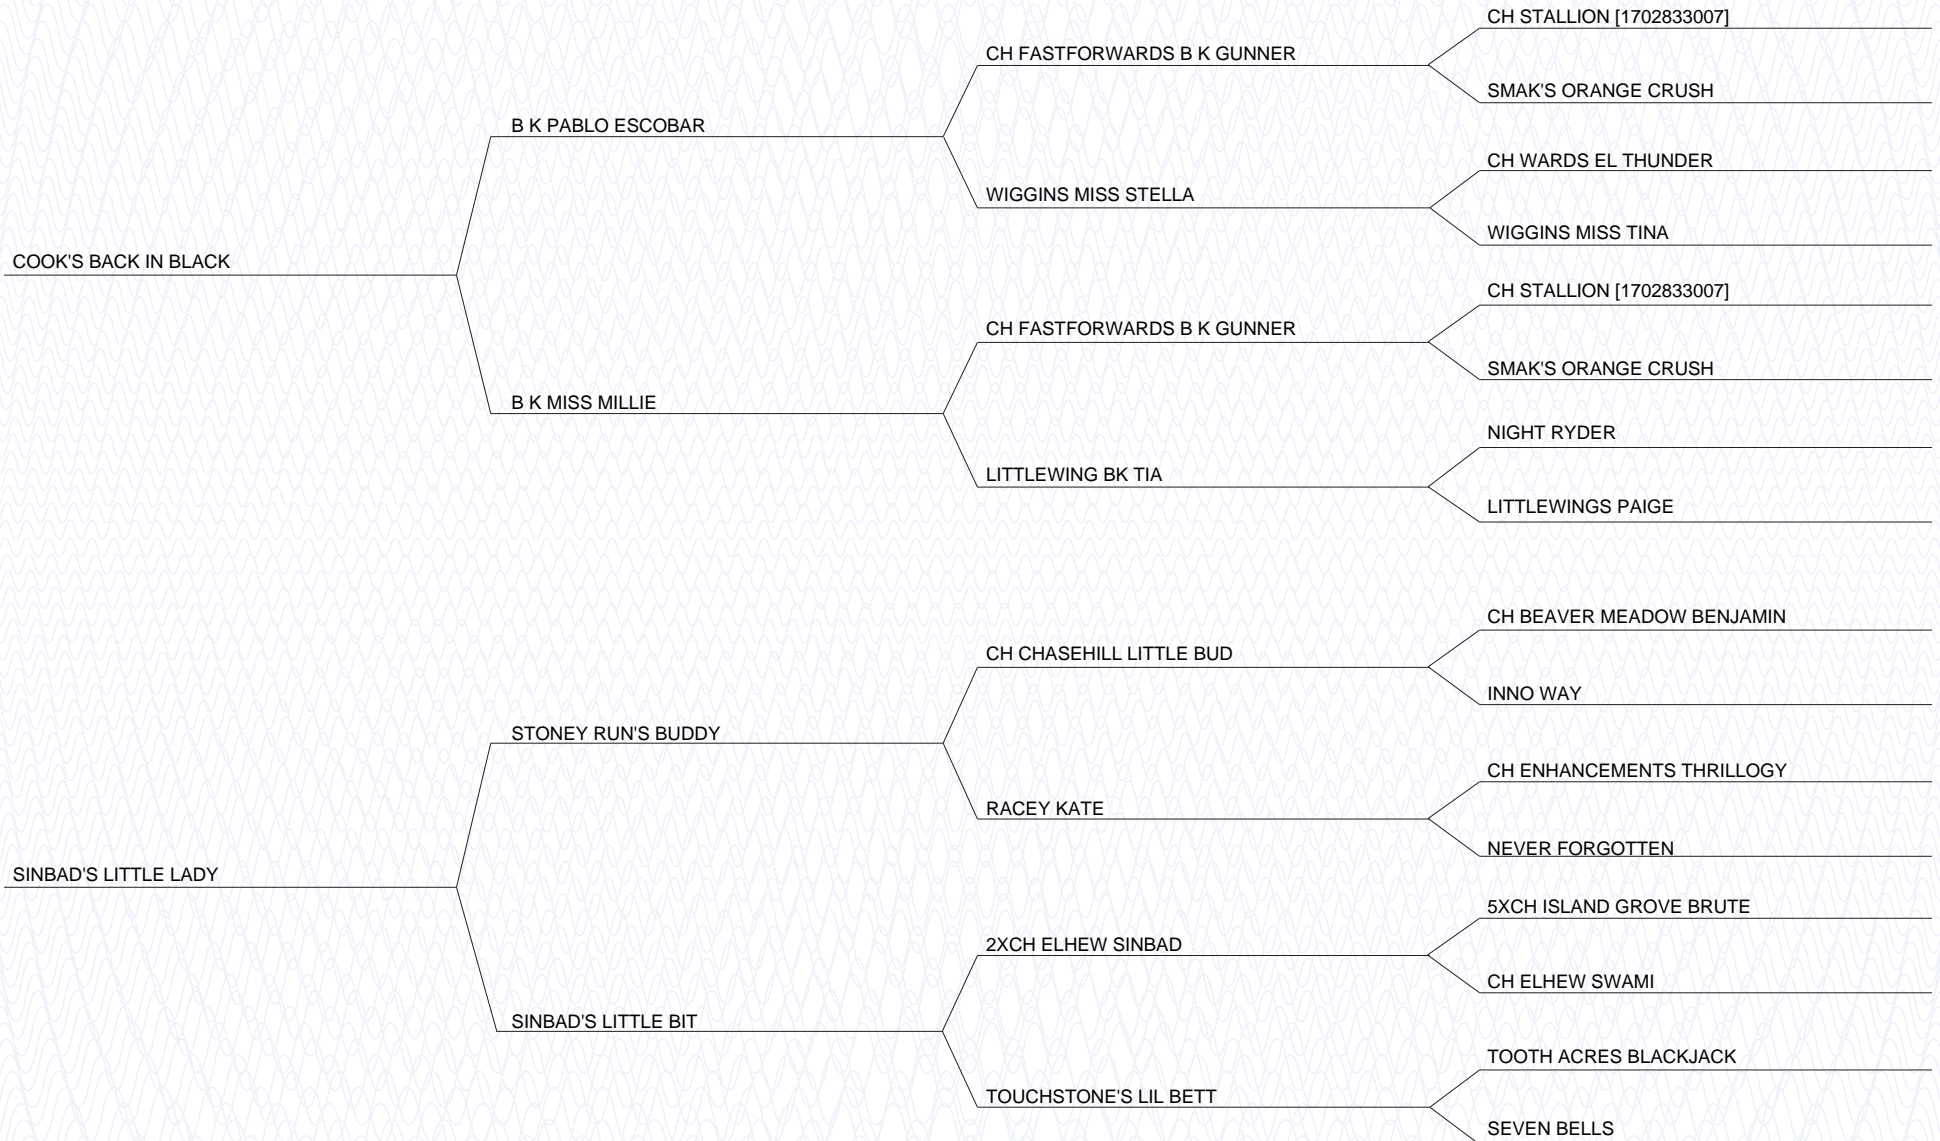 CH STALLION [1702833007]
CH FASTFORWARDS B K GUNNER
SMAK'S ORANGE CRUSH
B K PABLO ESCOBAR
CH WARDS EL THUNDER
WIGGINS MISS STELLA
WIGGINS MISS TINA
COOK'S BACK IN BLACK
CH STALLION [1702833007]
CH FASTFORWARDS B K GUNNER
SMAK'S ORANGE CRUSH
B K MISS MILLIE
NIGHT RYDER
LITTLEWING BK TIA
LITTLEWINGS PAIGE
CH BEAVER MEADOW BENJAMIN
CH CHASEHILL LITTLE BUD
INNO WAY
STONEY RUN'S BUDDY
CH ENHANCEMENTS THRILLOGY
RACEY KATE
NEVER FORGOTTEN
SINBAD'S LITTLE LADY
5XCH ISLAND GROVE BRUTE
2XCH ELHEW SINBAD
CH ELHEW SWAMI
SINBAD'S LITTLE BIT
TOOTH ACRES BLACKJACK
TOUCHSTONE'S LIL BETT
SEVEN BELLS